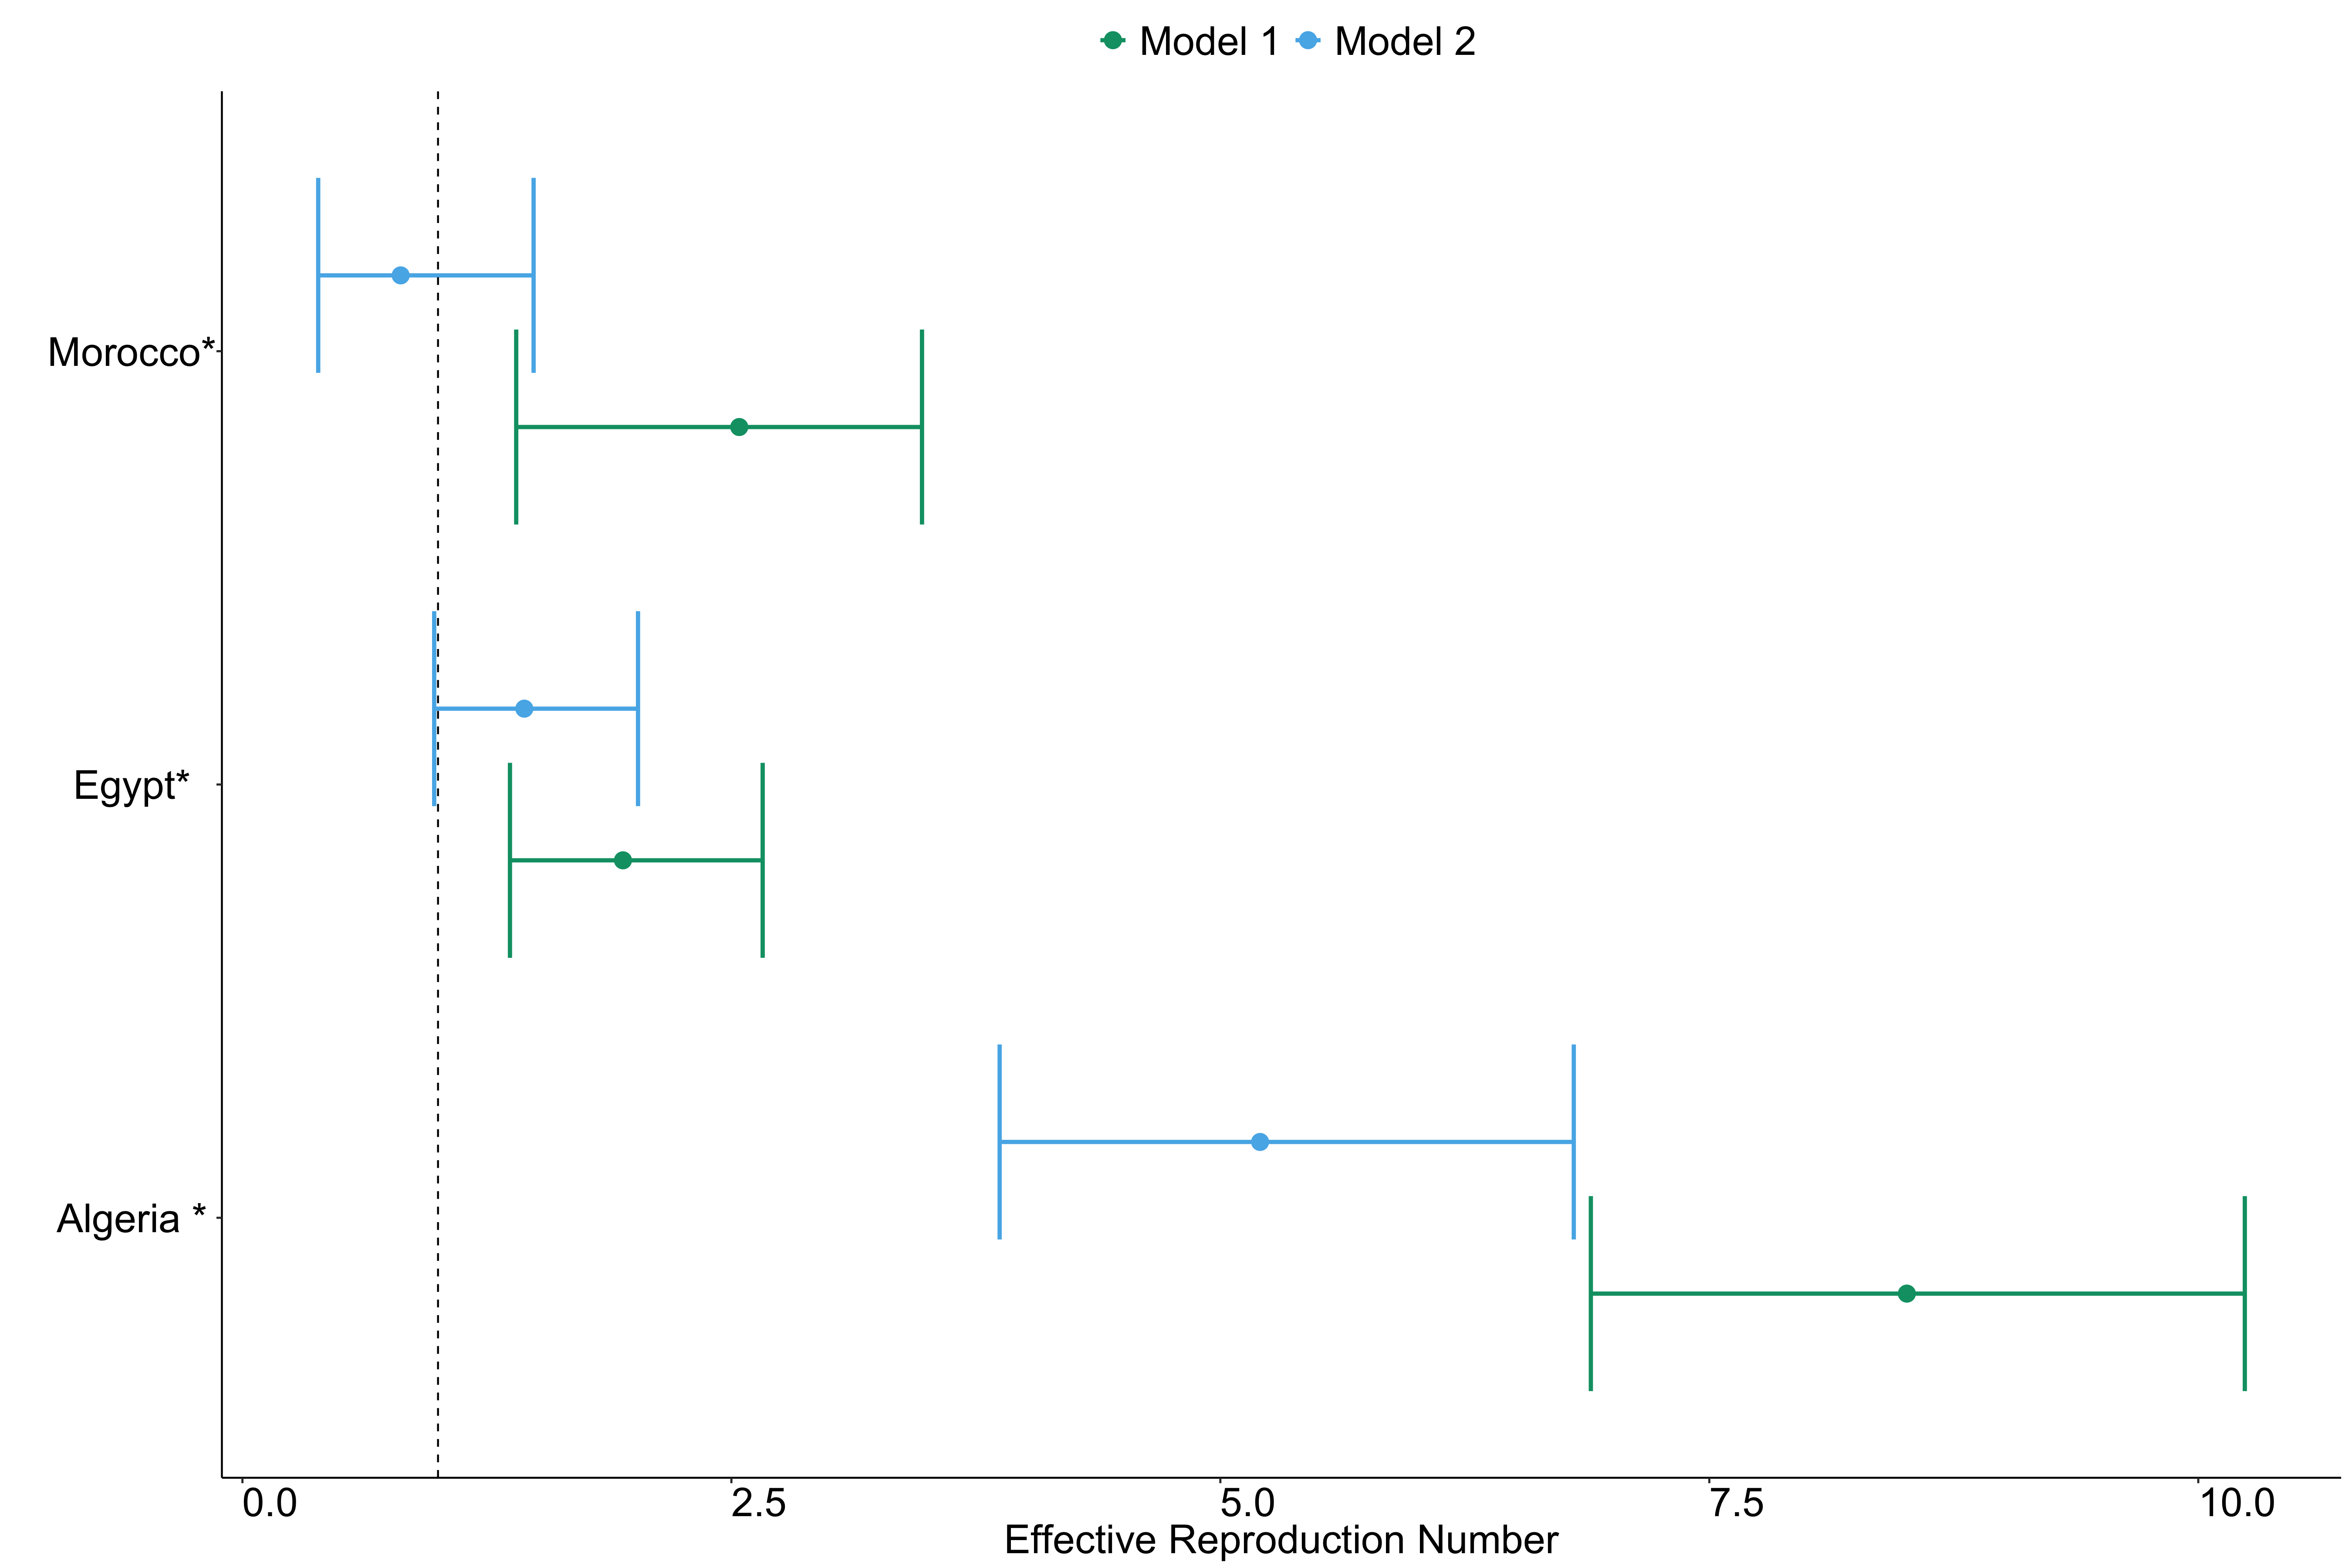 Model 1 Model 2
Morocco*
Egypt*
Algeria *
0.0 2.5 5.0 7.5 10.0
Effective Reproduction Number